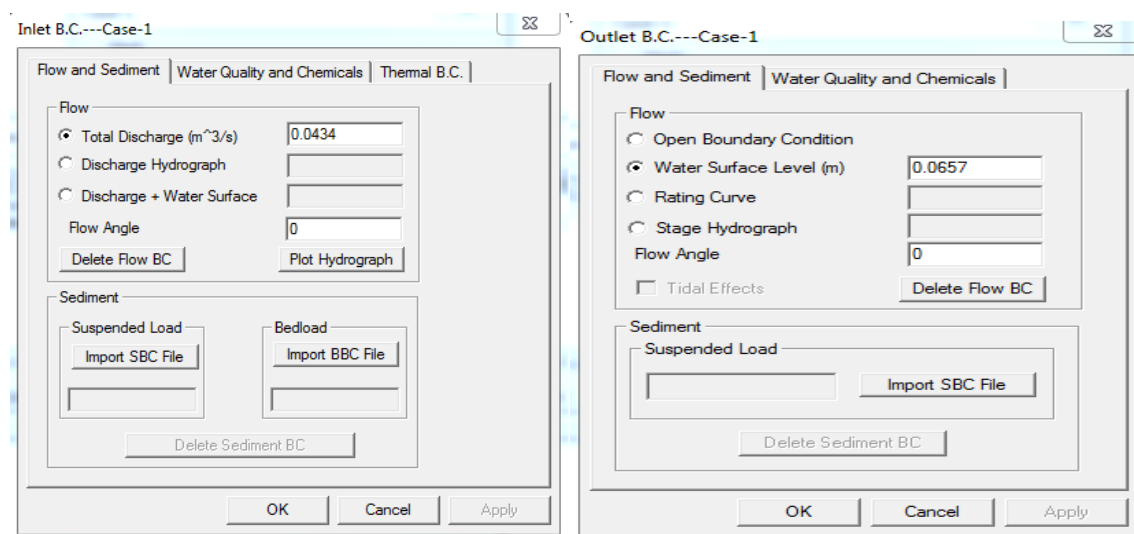 Inlet B.C.---Case-1
Flow and Sediment Water Quality and Chemicals Thermal B.C.
Flow
Total Discharge (m^3/s) 0.0434
Discharge Hydrograph
Discharge + Water Surface
Flow Angle 0
Delete Flow BC Plot Hydrograph
Sediment
Suspended Load Bedload
Import SBC File Import BBC File
Delete Sediment BC
OK Cancel Apply
Outlet B.C.---Case-1
Flow and Sediment Water Quality and Chemicals
Flow
Open Boundary Condition
Water Surface Level (m) 0.0657
Rating Curve
Stage Hydrograph
Flow Angle 0
Tidal Effects Delete Flow BC
Sediment
Suspended Load
Import SBC File
Delete Sediment BC
OK Cancel Apply